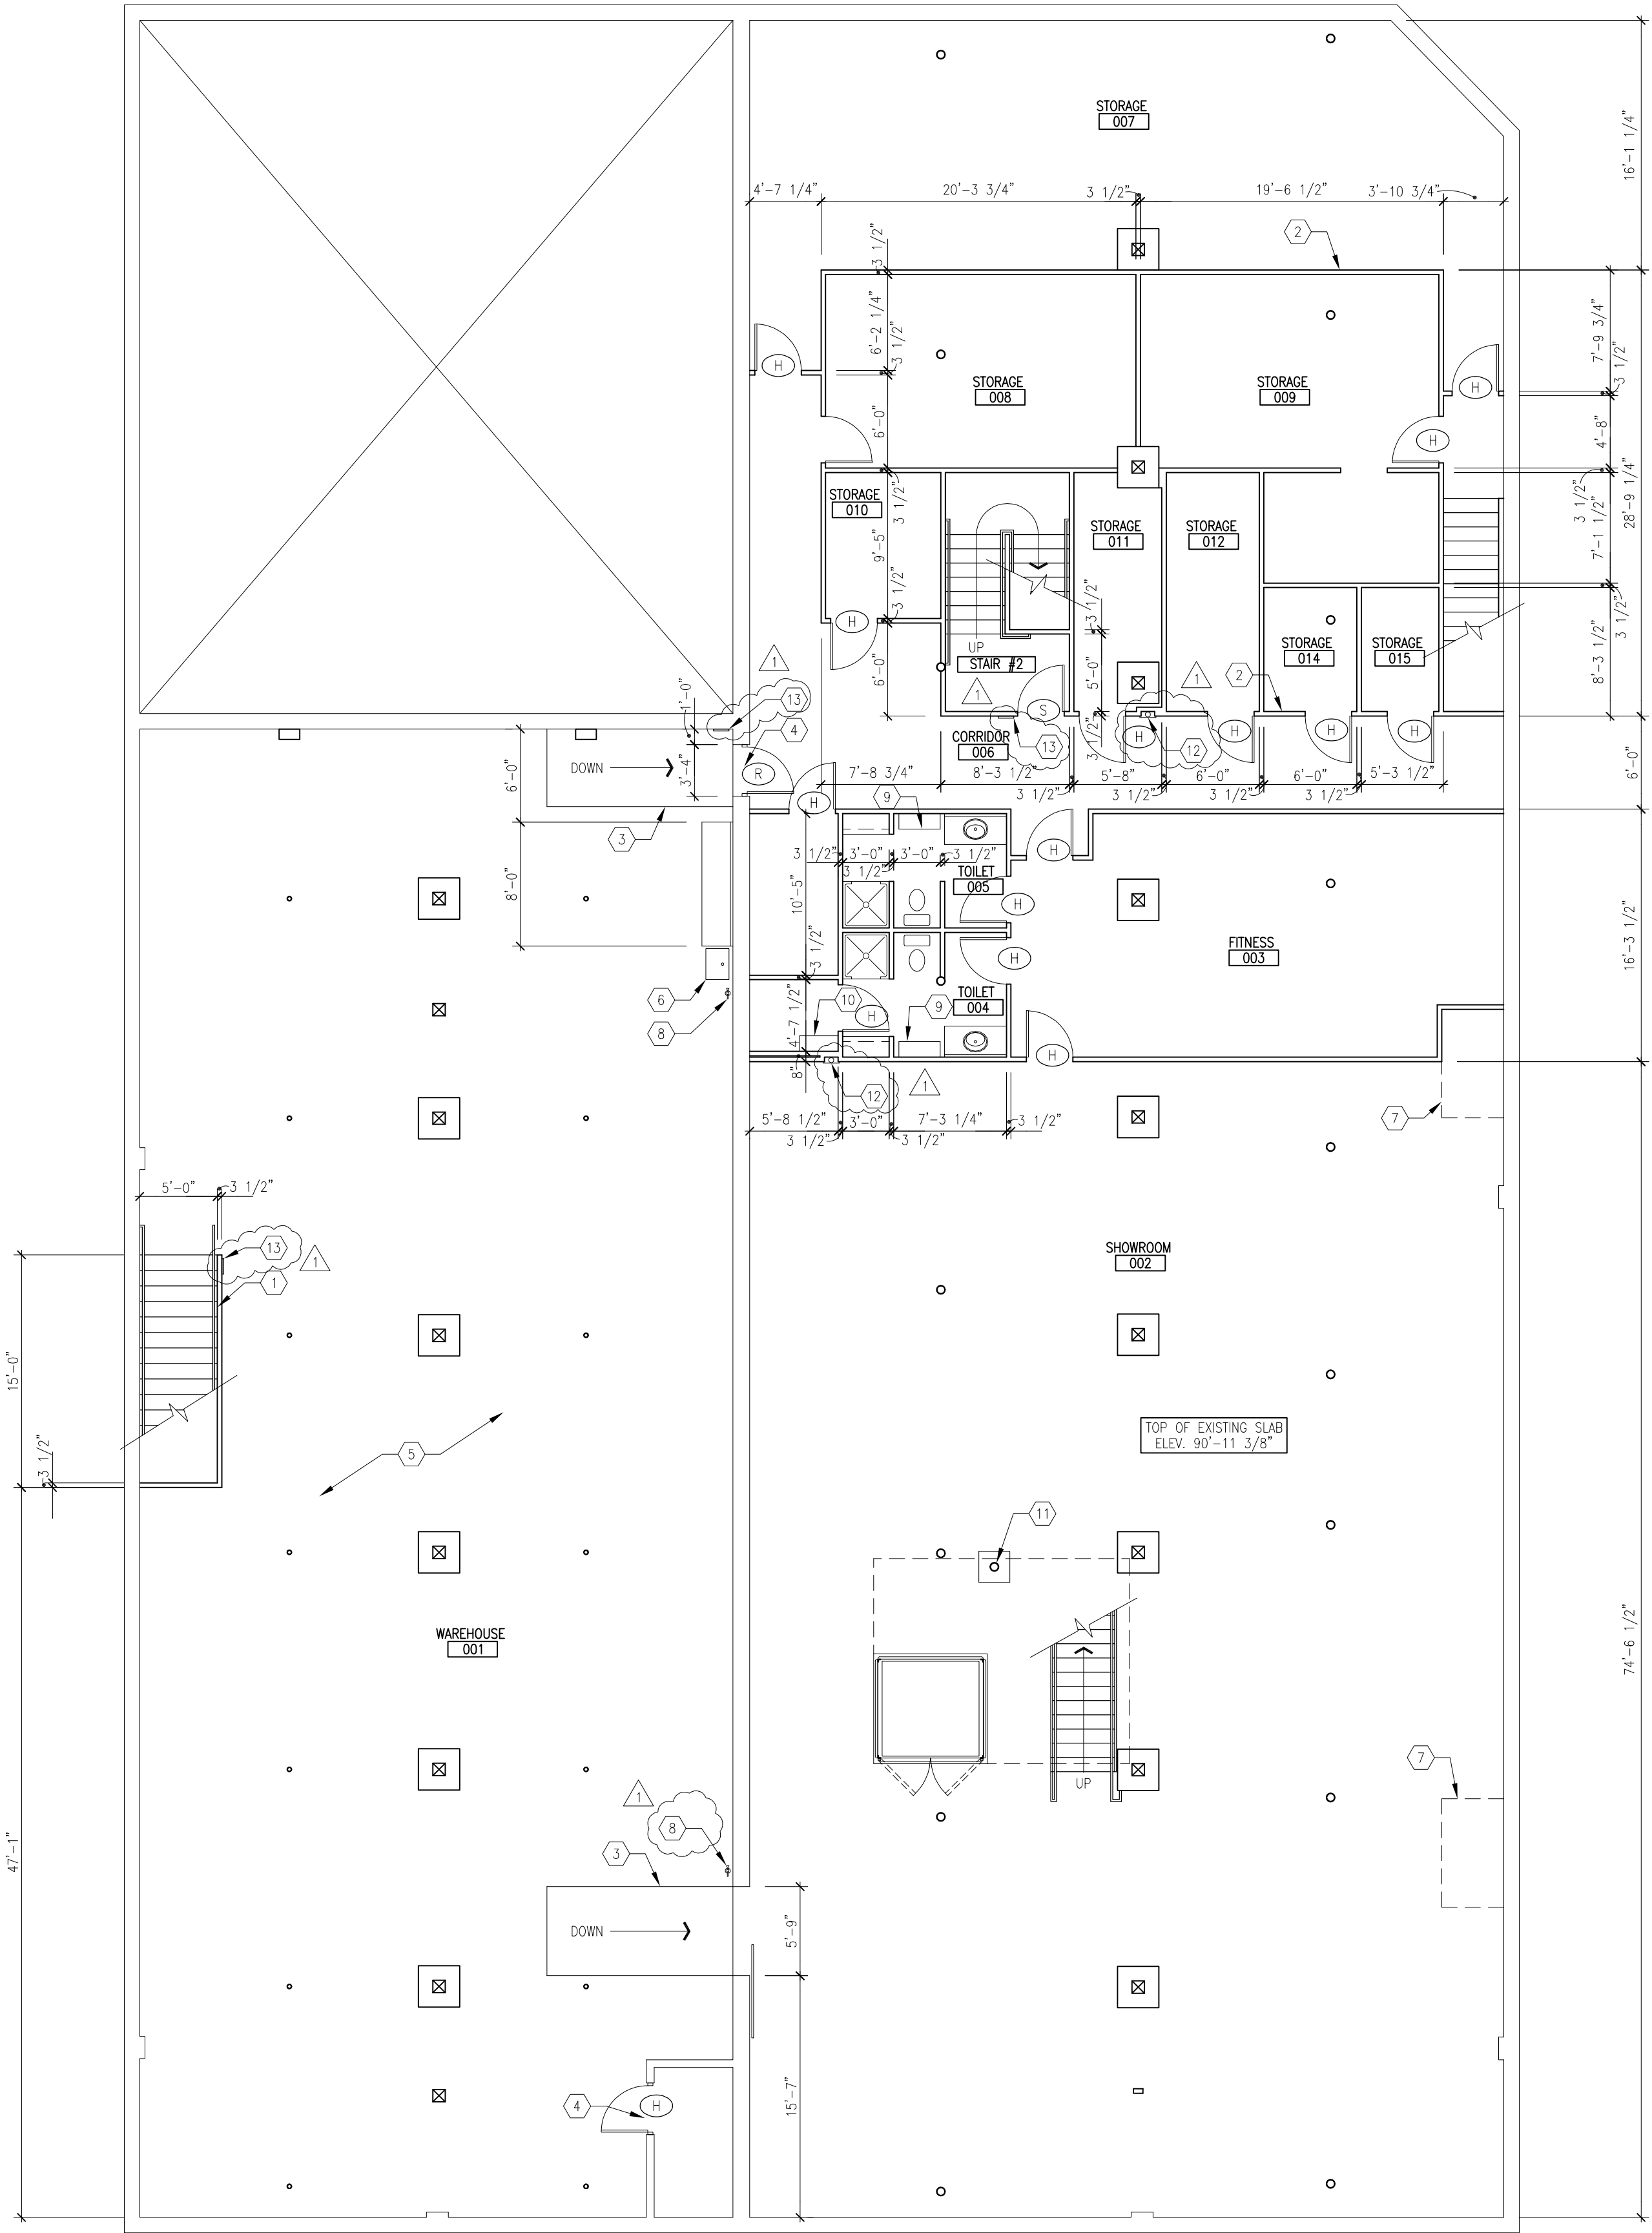 STORAGE
007
16'-1 1/4"
4'-7 1/4"
20'-3 3/4"
3 1/2"
19'-6 1/2"
3'-10 3/4"
2
3 1/2"
6'-2 1/4"
3 1/2"
7'-9 3/4"
3 1/2"
H
H
STORAGE
008
STORAGE
009
6'-0"
H
4'-8"
28'-9 1/4"
STORAGE
010
3 1/2"
9'-5"
3 1/2"
STORAGE
011
STORAGE
012
3 1/2"
7'-1 1/2"
3 1/2"
8'-3 1/2"
H
3 1/2"
UP
STAIR #2
STORAGE
014
STORAGE
015
6'-0"
5'-0"
1
1
1
2
13
S
1'-0"
4
CORRIDOR
006
13
3 1/2"
H
12
H
H
H
6'-0"
DOWN
3'-4"
R
6'-0"
7'-8 3/4"
8'-3 1/2"
5'-8"
6'-0"
6'-0"
5'-3 1/2"
3 1/2"
3 1/2"
3 1/2"
3 1/2"
H
9
3
3 1/2"
3'-0"
3'-0"
3 1/2"
3 1/2"
H
TOILET
005
8'-0"
10'-5"
H
3 1/2"
FITNESS
003
16'-3 1/2"
H
6
8
10
9
TOILET
004
H
4'-7 1/2"
H
8"
12
1
5'-8 1/2"
3'-0"
7'-3 1/4"
3 1/2"
3 1/2"
3 1/2"
7
5'-0"
3 1/2"
13
1
1
SHOWROOM
002
15'-0"
3 1/2"
5
TOP OF EXISTING SLAB
ELEV. 90'-11 3/8"
11
WAREHOUSE
001
74'-6 1/2"
UP
7
1
8
3
47'-1"
DOWN
5'-9"
4
H
15'-7"